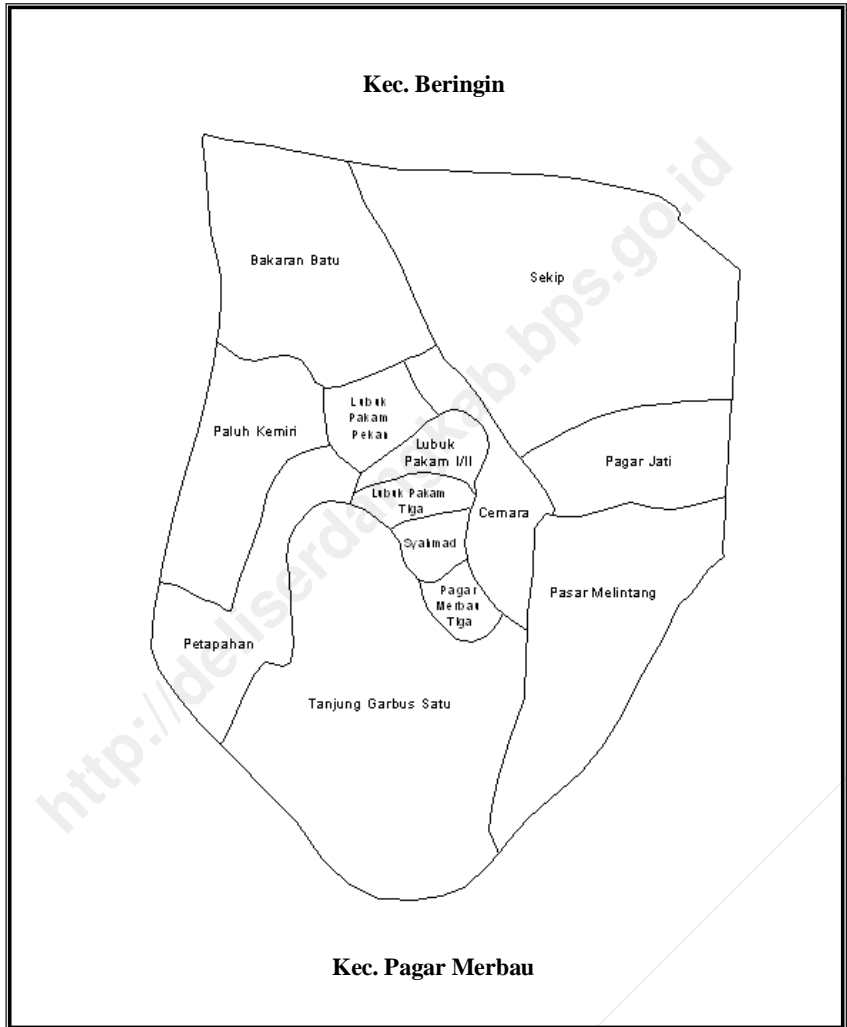 Kec. Beringin
Bakaran Batu
Sekip
Lubuk
Pakam
Pekan
Paluh Kemiri
Lubuk
Pakam I/II
Pagar Jati
Lubuk Pakam
Tiga
Cemara
Syahmad
Pagar
Merbau
Tiga
Pasar Melintang
Petapahan
Tanjung Garbus Satu
Kec. Pagar Merbau
http://deliserdangkab.bps.go.id